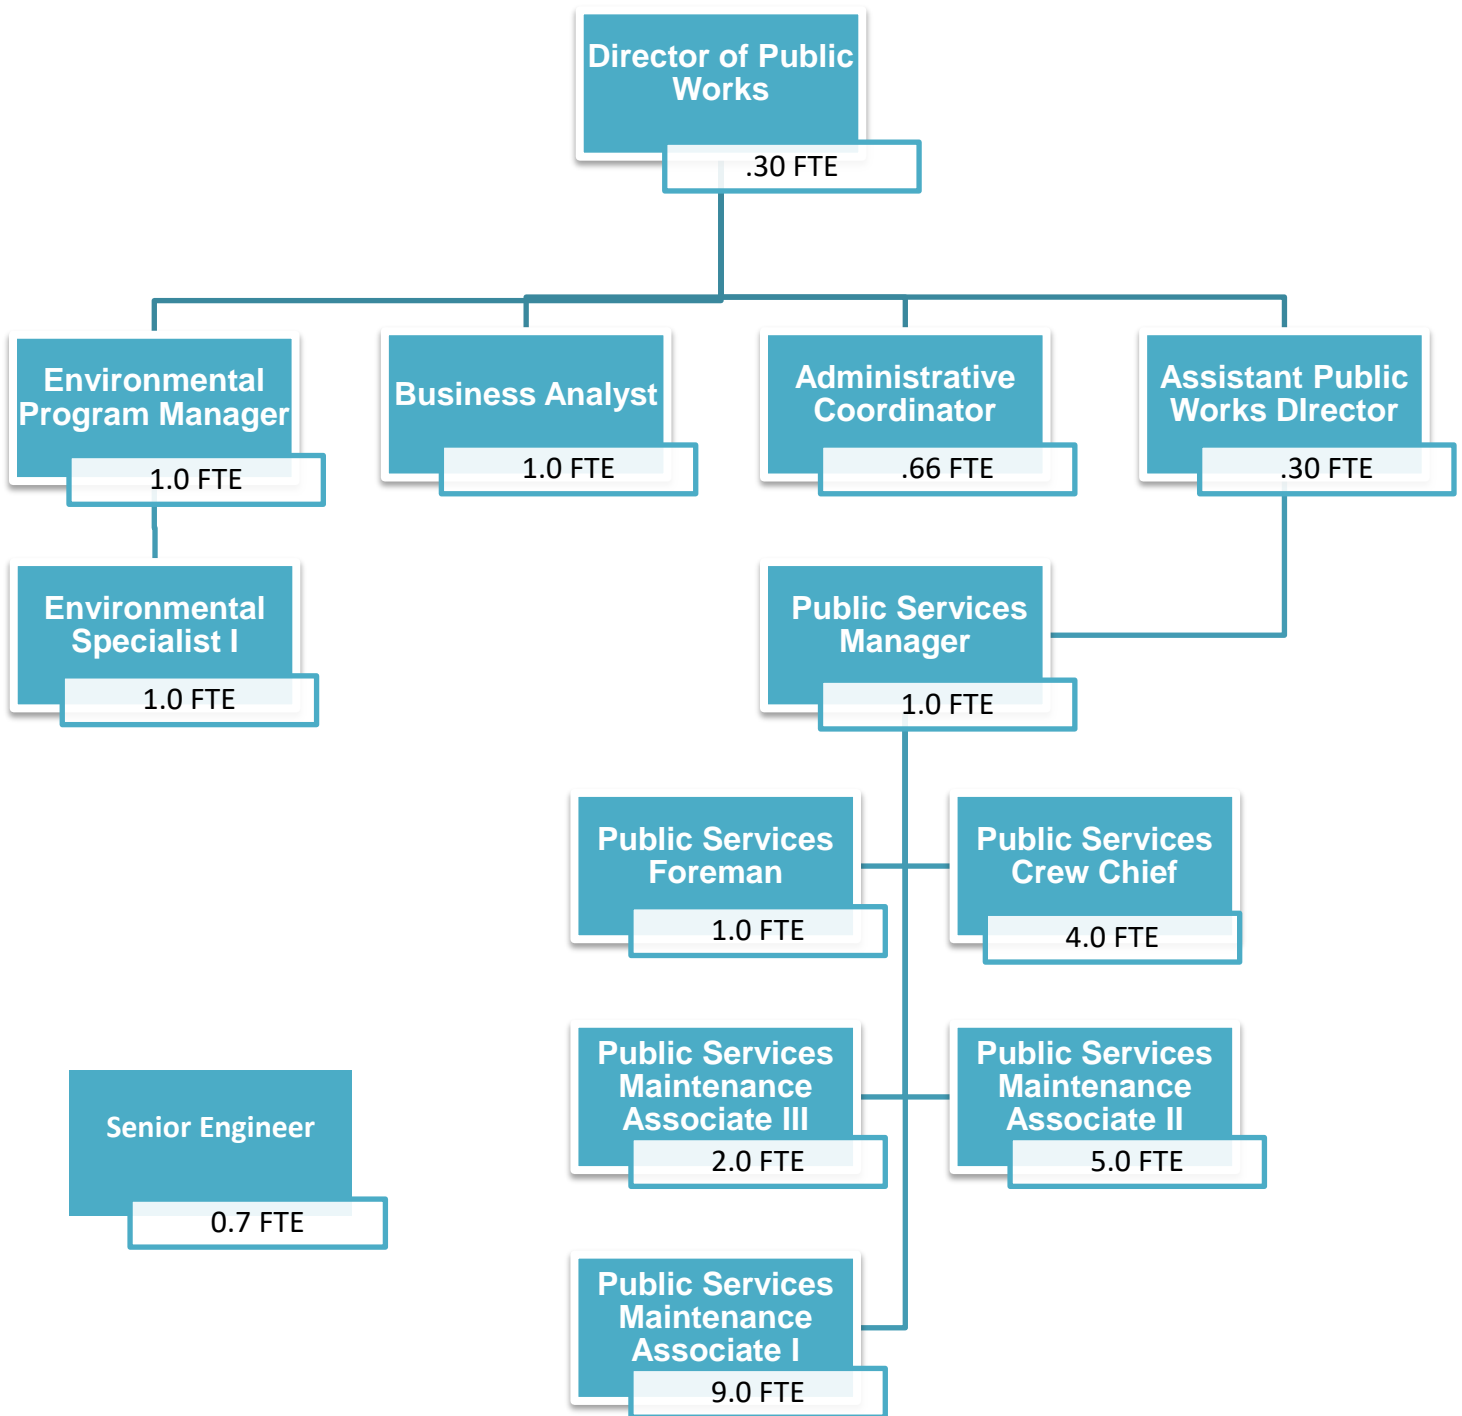 Director of Public
Works
.30 FTE
Environmental
Program Manager
1.0 FTE
Business Analyst
1.0 FTE
Administrative
Coordinator
.66 FTE
Assistant Public
Works DIrector
.30 FTE
Environmental
Specialist I
1.0 FTE
Public Services
Manager
1.0 FTE
Public Services
Foreman
1.0 FTE
Public Services
Crew Chief
4.0 FTE
Public Services
Maintenance
Associate III
2.0 FTE
Public Services
Maintenance
Associate II
5.0 FTE
Senior Engineer
0.7 FTE
Public Services
Maintenance
Associate I
9.0 FTE